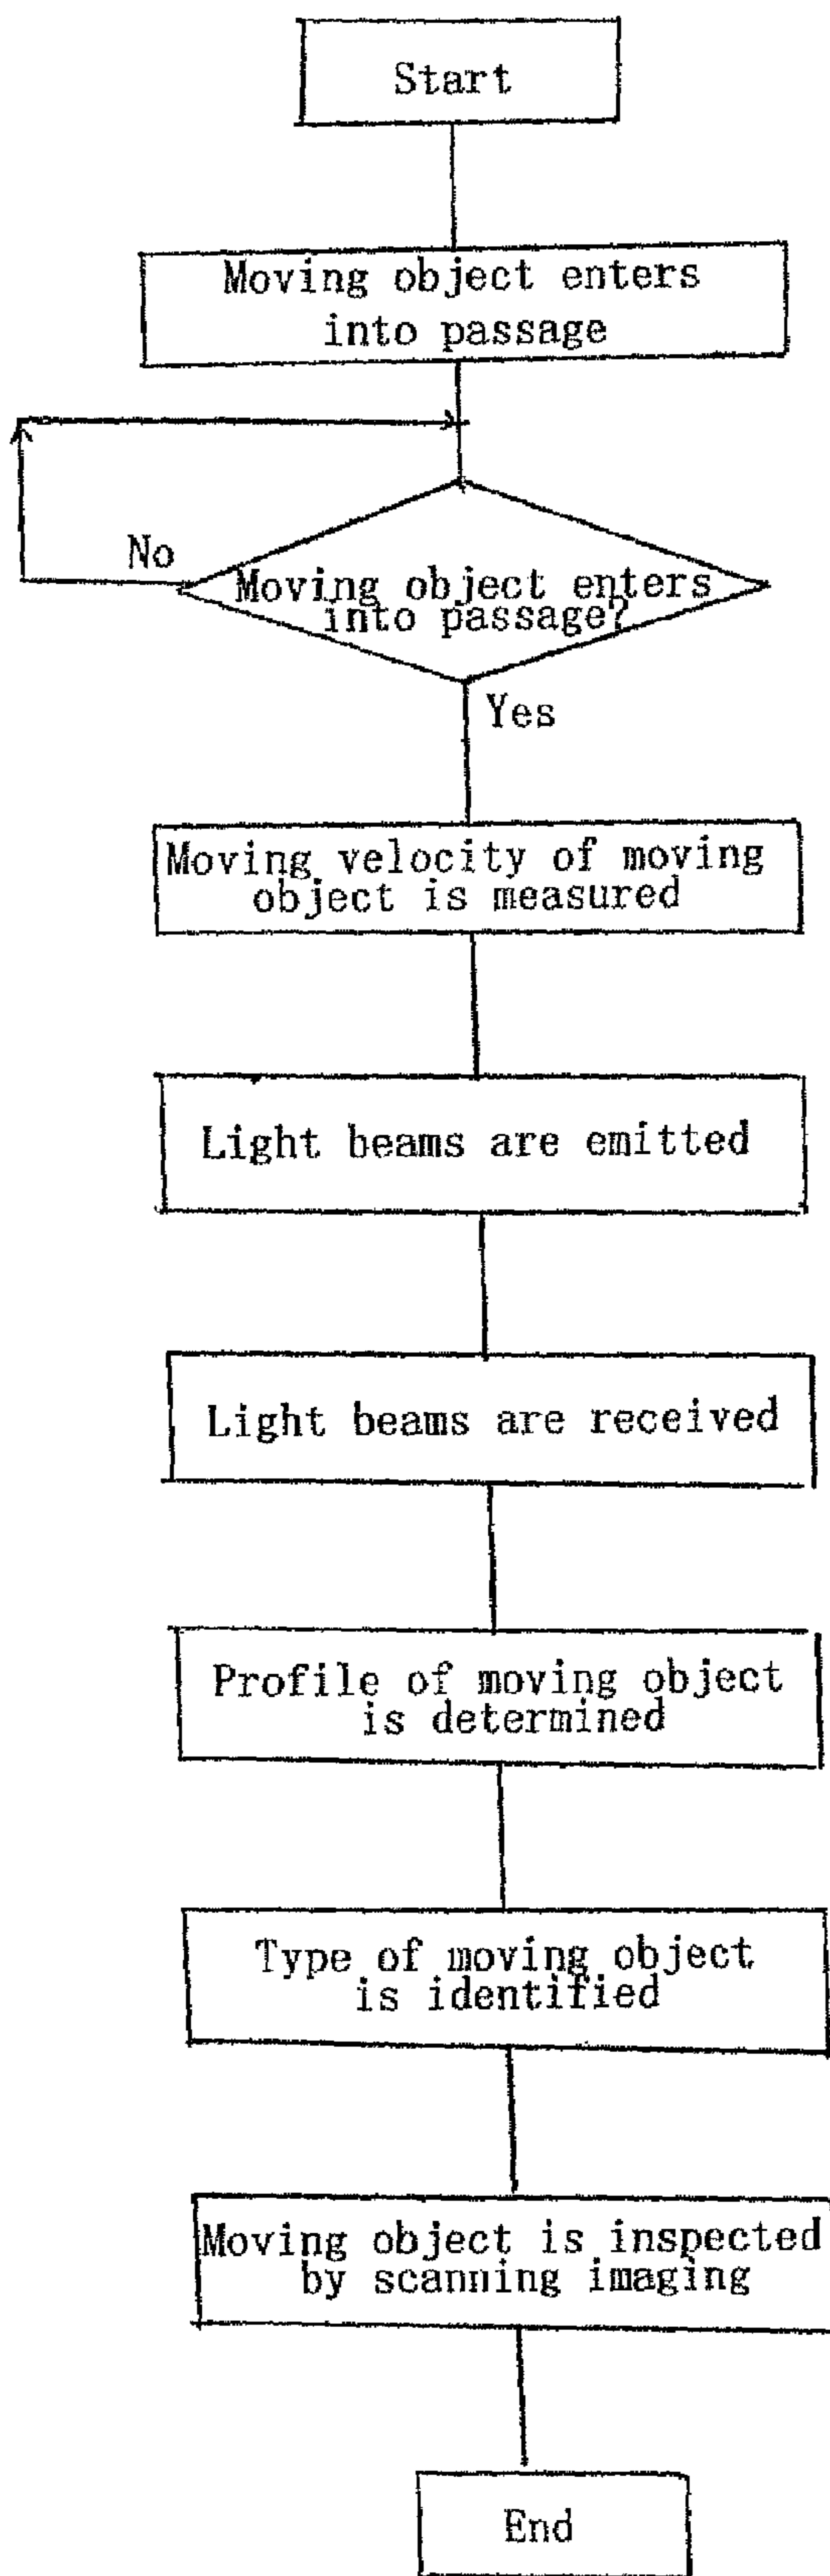 Start
Moving object enters
into passage
No
Moving object enters
into passage?
Yes
Moving velocity of moving
object is measured
Light beams are emitted
Light beams are received
Profile of moving object
is determined
Type of moving object
is identified
Moving object is inspected
by scanning imaging
End